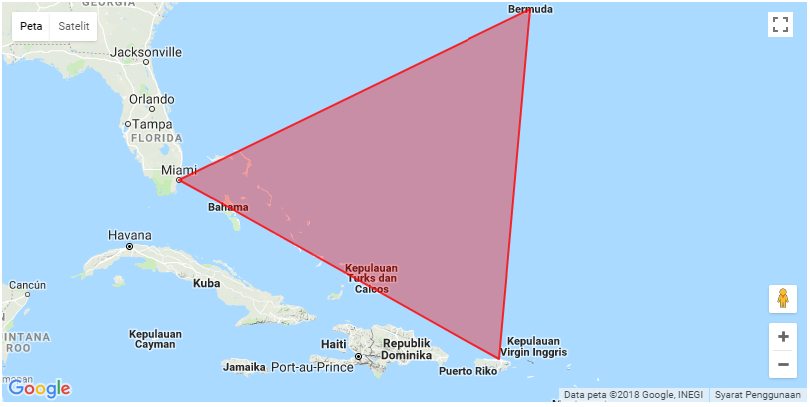 GEORGIA
Bermuda
Peta
Satelit
Jacksonville
Orlando
Tampa
FLORIDA
Miami
Bahama
Havana
Kepulauan
Turks dan
Caicos
Cancún
Kuba
INTANA
ROO
Kepulauan
Cayman
Haiti
Republik
Dominika
Kepulauan
Virgin Inggris
Jamaika
Port-au-Prince
Puerto Riko
Google
Data peta ©2018 Google, INEGI
Syarat Penggunaan